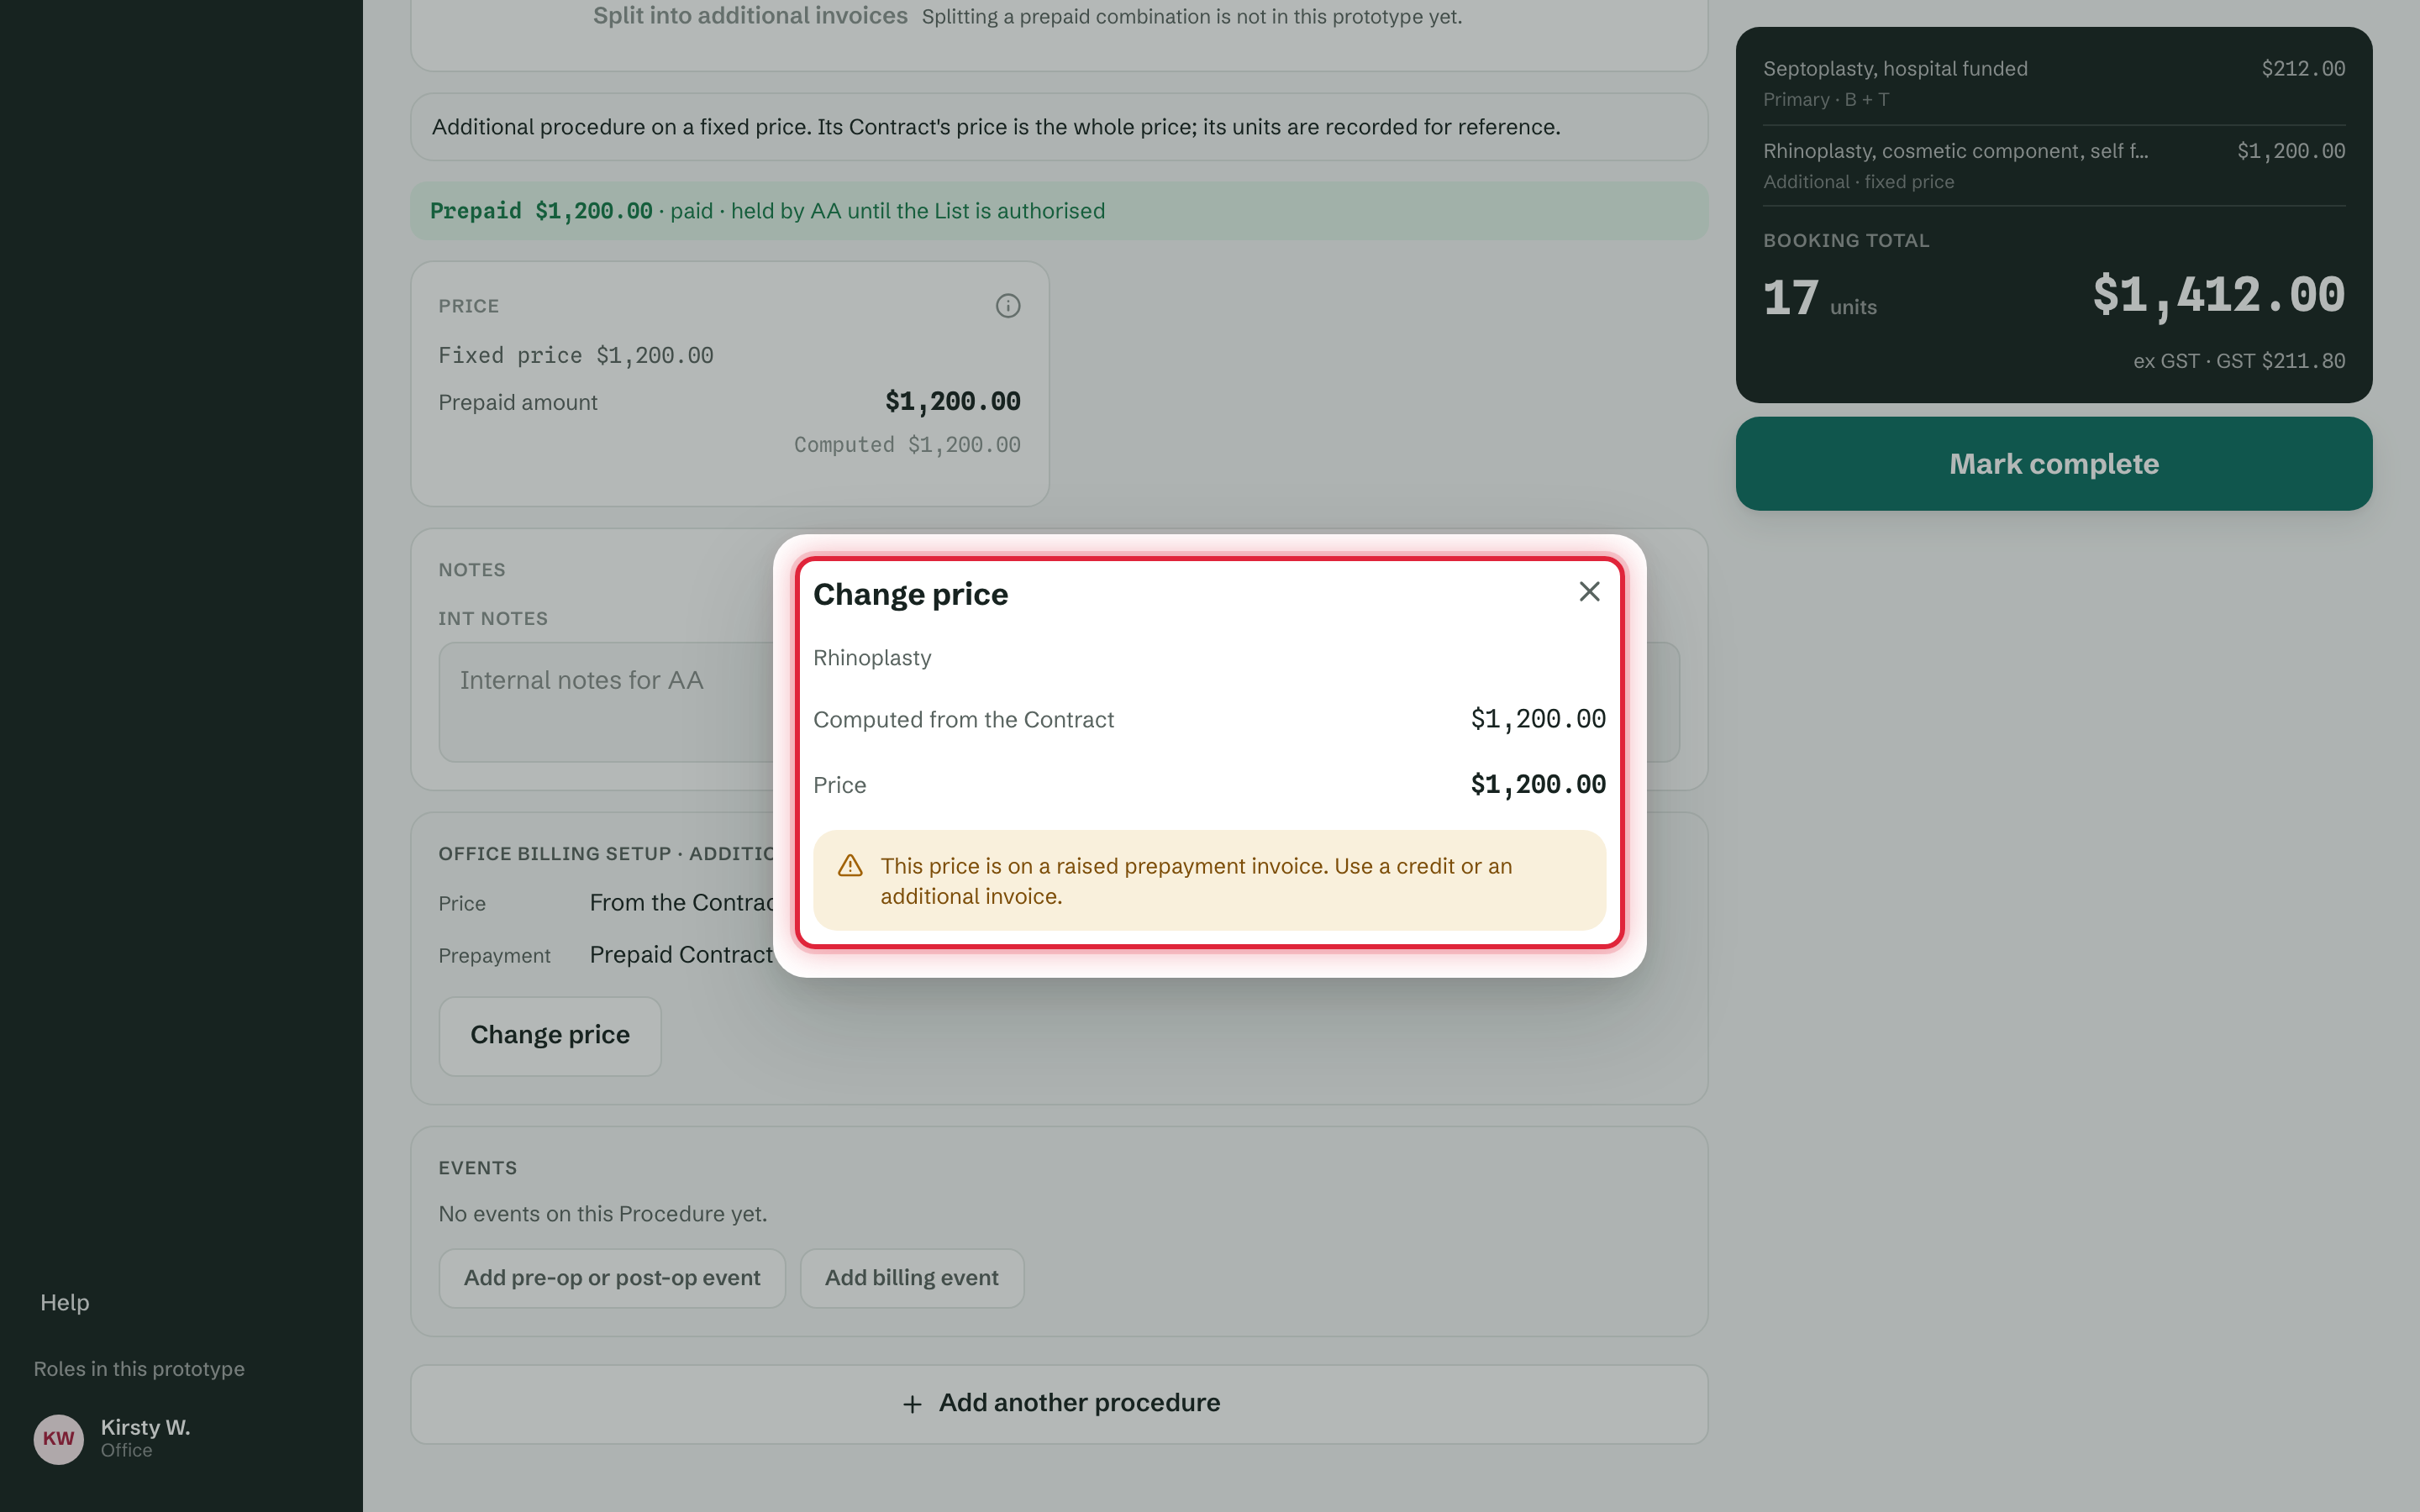 Split into additional invoices Splitting a prepaid combination is not in this prototype yet.
Additional procedure on a fixed price. Its Contract's price is the whole price; its units are recorded for reference.
Prepaid $1,200.00 · paid · held by AA until the List is authorised
PRICE
Fixed price $1,200.00
Prepaid amount $1,200.00
Computed $1,200.00
NOTES
INT NOTES
Internal notes for AA
OFFICE BILLING SETUP ·
Price From the
Prepayment Prepaid Contract
Change price
EVENTS
No events on this Procedure yet.
Add pre-op or post-op event Add billing event
+ Add another procedure
Change price
Rhinoplasty
Computed from the Contract $1,200.00
Price $1,200.00
This price is on a raised prepayment invoice. Use a credit or an
additional invoice.
Septoplasty, hospital funded $212.00
Primary · B + T
Rhinoplasty, cosmetic component, self f... $1,200.00
Additional · fixed price
BOOKING TOTAL
17 units $1,412.00
ex GST · GST $211.80
Mark complete
Help
Roles in this prototype
KW Kirsty W.
Office